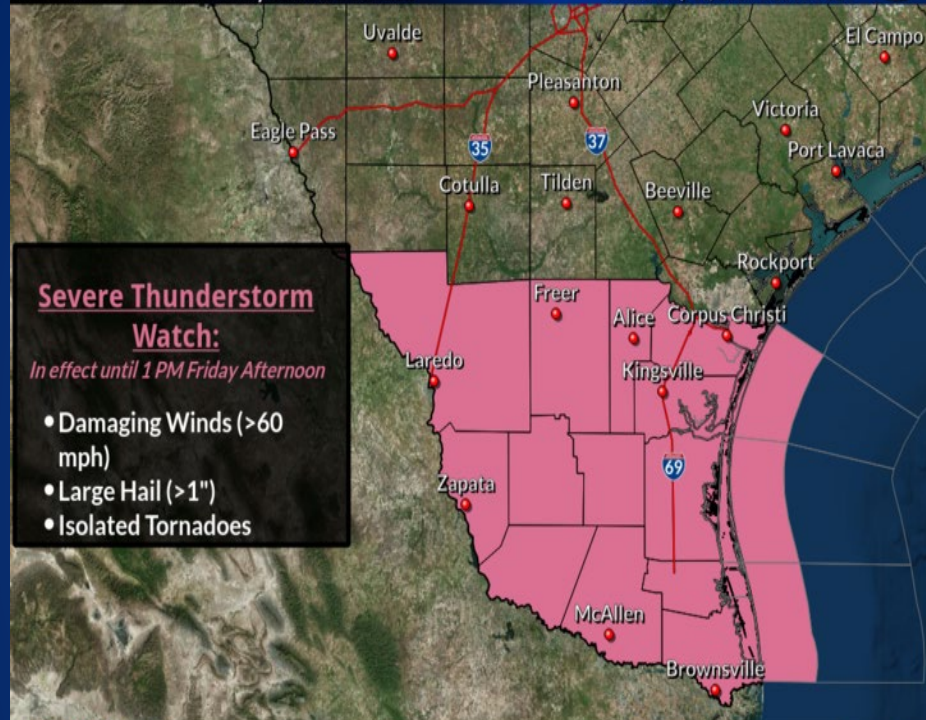 Uvalde
El Campo
Pleasanton
Victoria
Eagle Pass
35
37
Port Lavaca
Cotulla
Tilden
Beeville
Rockport
Severe Thunderstorm
Watch:
In effect until 1 PM Friday Afternoon
• Damaging Winds (>60
mph)
• Large Hail (>1")
• Isolated Tornadoes
Freer
Alice
Corpus Christi
Laredo
Kingsville
69
Zapata
McAllen
Brownsville